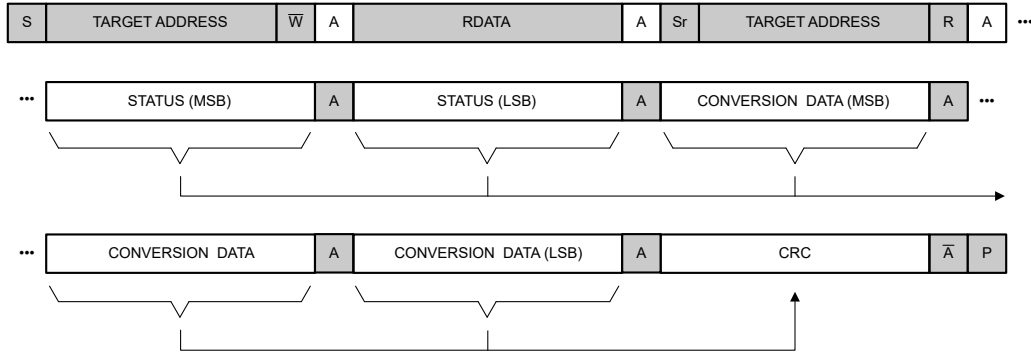 S TARGET ADDRESS W̅ A RDATA A Sr TARGET ADDRESS R A •••
••• STATUS (MSB) A STATUS (LSB) A CONVERSION DATA (MSB) A •••
••• CONVERSION DATA A CONVERSION DATA (LSB) A CRC A̅ P